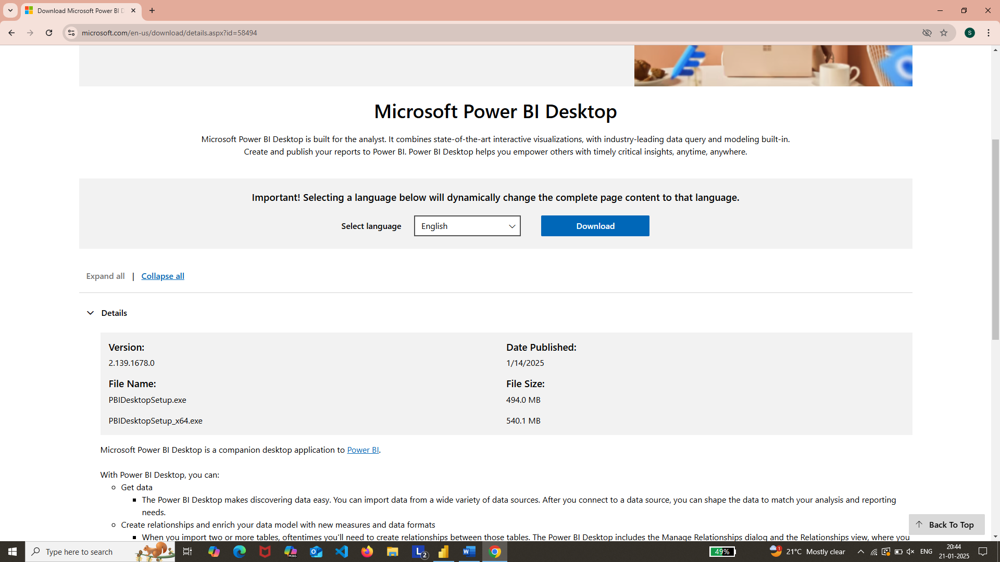 Download Microsoft Power BI D
microsoft.com/en-us/download/details.aspx?id=58494
S
Microsoft Power BI Desktop
Microsoft Power BI Desktop is built for the analyst. It combines state-of-the-art interactive visualizations, with industry-leading data query and modeling built-in.
Create and publish your reports to Power BI. Power BI Desktop helps you empower others with timely critical insights, anytime, anywhere.
Important! Selecting a language below will dynamically change the complete page content to that language.
Select language English Download
Expand all | Collapse all
Details
Version: Date Published:
2.139.1678.0 1/14/2025
File Name: File Size:
PBIDesktopSetup.exe 494.0 MB
PBIDesktopSetup_x64.exe 540.1 MB
Microsoft Power BI Desktop is a companion desktop application to Power BI.
With Power BI Desktop, you can:
Get data
The Power BI Desktop makes discovering data easy. You can import data from a wide variety of data sources. After you connect to a data source, you can shape the data to match your analysis and reporting
needs.
Create relationships and enrich your data model with new measures and data formats
Back To Top
When you import two or more tables, oftentimes you'll need to create relationships between those tables. The Power BI Desktop includes the Manage Relationships dialog and the Relationships view, where you
Type here to search
M365
L 2
49%
1
21°C Mostly clear
ENG
20:44
21-01-2025